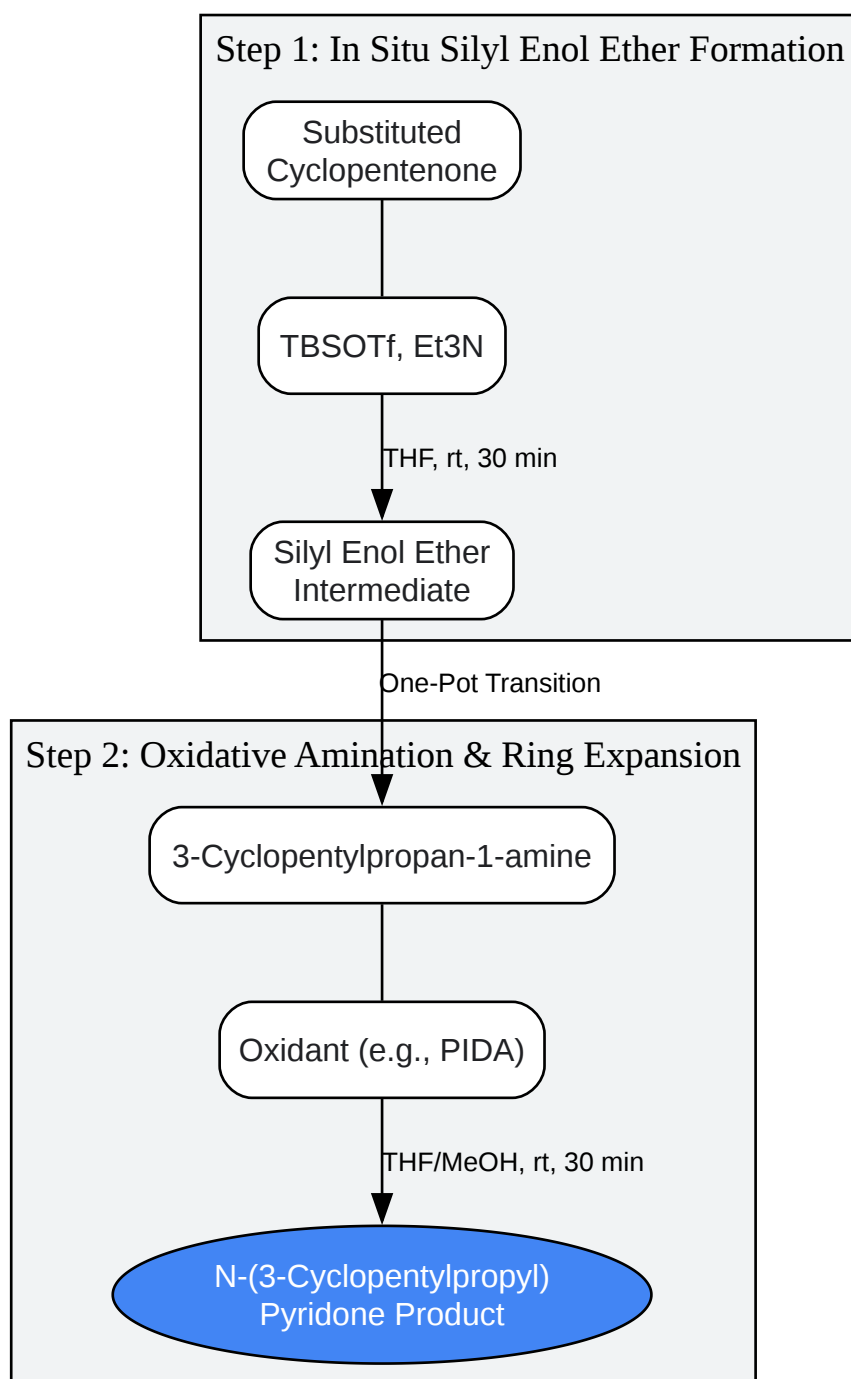 Step 1: In Situ Silyl Enol Ether Formation
Substituted
Cyclopentenone
TBSOTf, Et3N
THF, rt, 30 min
Silyl Enol Ether
Intermediate
One-Pot Transition
Step 2: Oxidative Amination & Ring Expansion
3-Cyclopentylpropan-1-amine
Oxidant (e.g., PIDA)
THF/MeOH, rt, 30 min
N-(3-Cyclopentylpropyl)
Pyridone Product